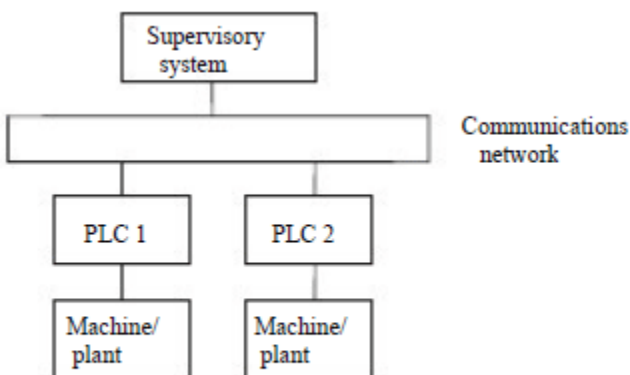 Supervisory
system
Communications
network
PLC 1
PLC 2
Machine/
plant
Machine/
plant